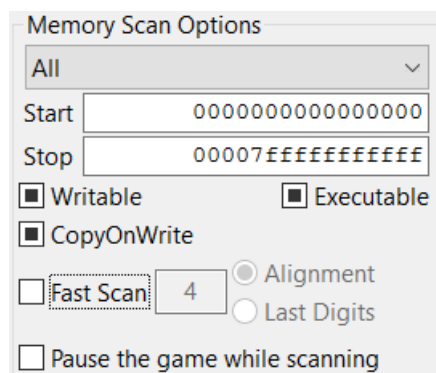 Memory Scan Options
All
Start 0000000000000000
Stop 00007fffffffffff
Writable Executable
CopyOnWrite
Fast Scan 4 Alignment
Last Digits
Pause the game while scanning